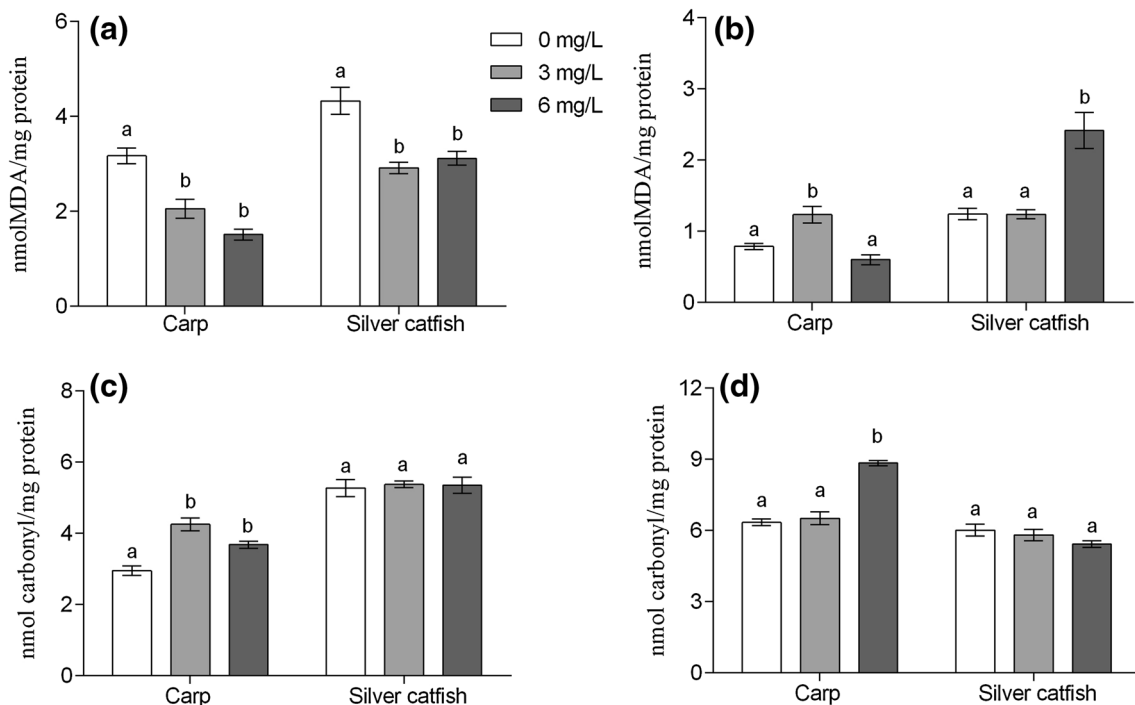 (a)
nmolMDA/mg protein
6
4
2
0
a
b
b
a
b
b
Carp
Silver catfish
0 mg/L
3 mg/L
6 mg/L
(b)
nmolMDA/mg protein
4
3
2
1
0
a
b
a
a
a
b
Carp
Silver catfish
(c)
nmol carbonyl/mg protein
8
6
4
2
0
a
b
b
a
a
a
Carp
Silver catfish
(d)
nmol carbonyl/mg protein
12
9
6
3
0
a
a
b
a
a
a
Carp
Silver catfish